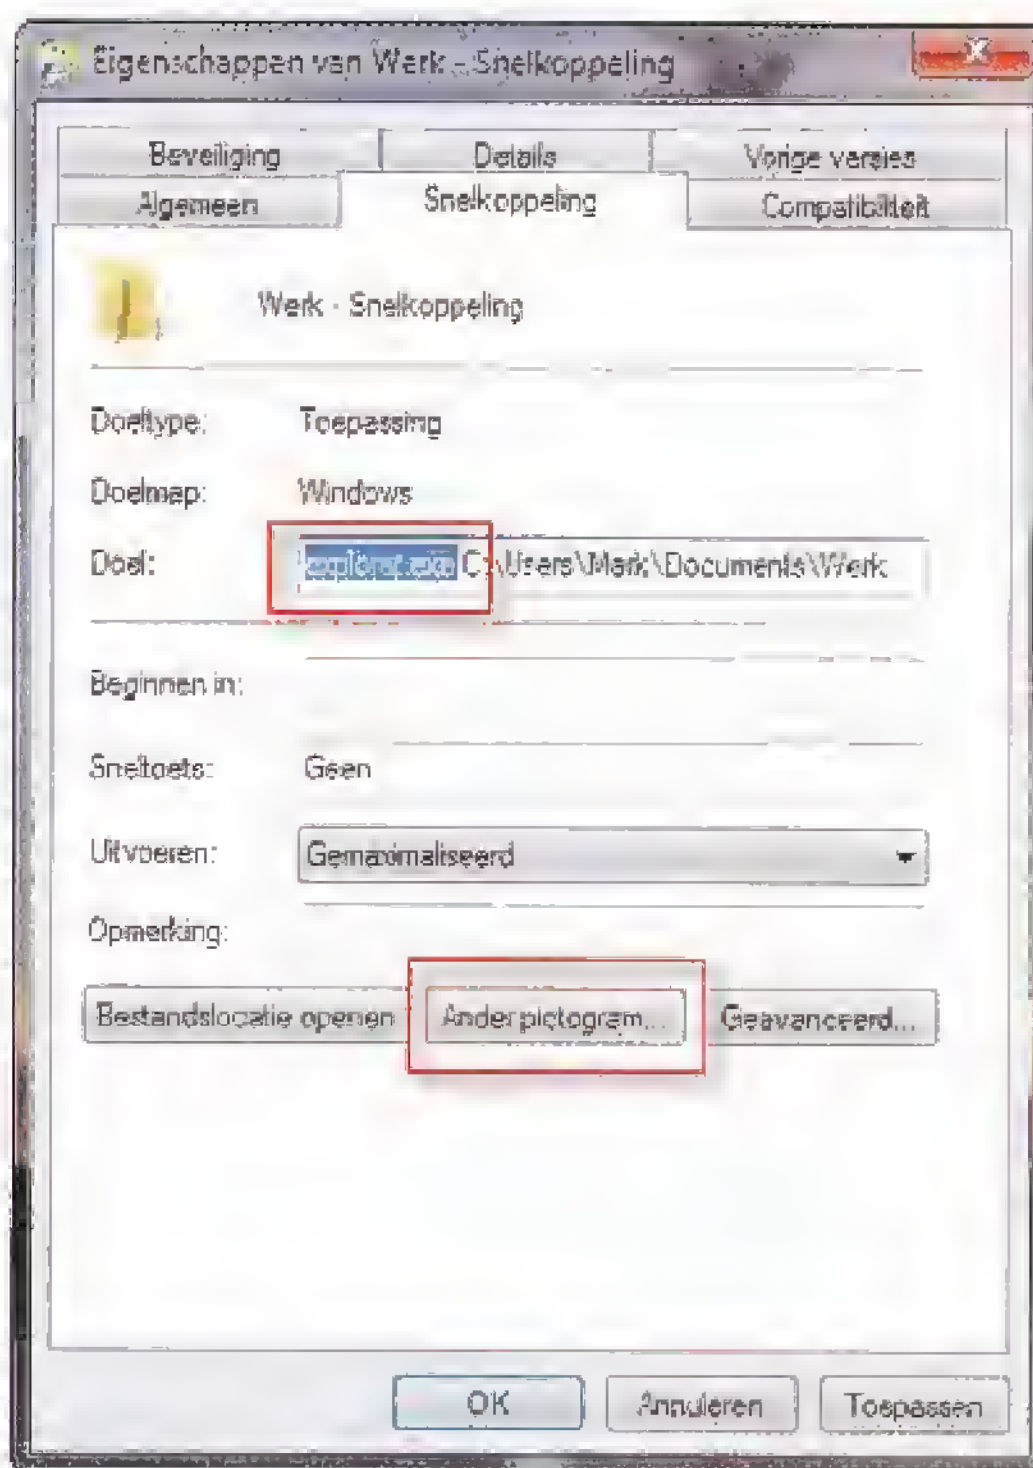 Eigenschappen van Werk - Snelkoppeling
Beveiliging Details Vorige versies
Algemeen Snelkoppeling Compatibiliteit
Werk - Snelkoppeling
Doeltype: Toepassing
Doelmap: Windows
Doel: explorer.exe C:\Users\Mark\Documents\Werk
Beginnen in:
Sneltoets: Geen
Uitvoeren: Gemaximaliseerd
Opmerking:
Bestandslocatie openen Ander pictogram... Geavanceerd...
OK Annuleren Toepassen